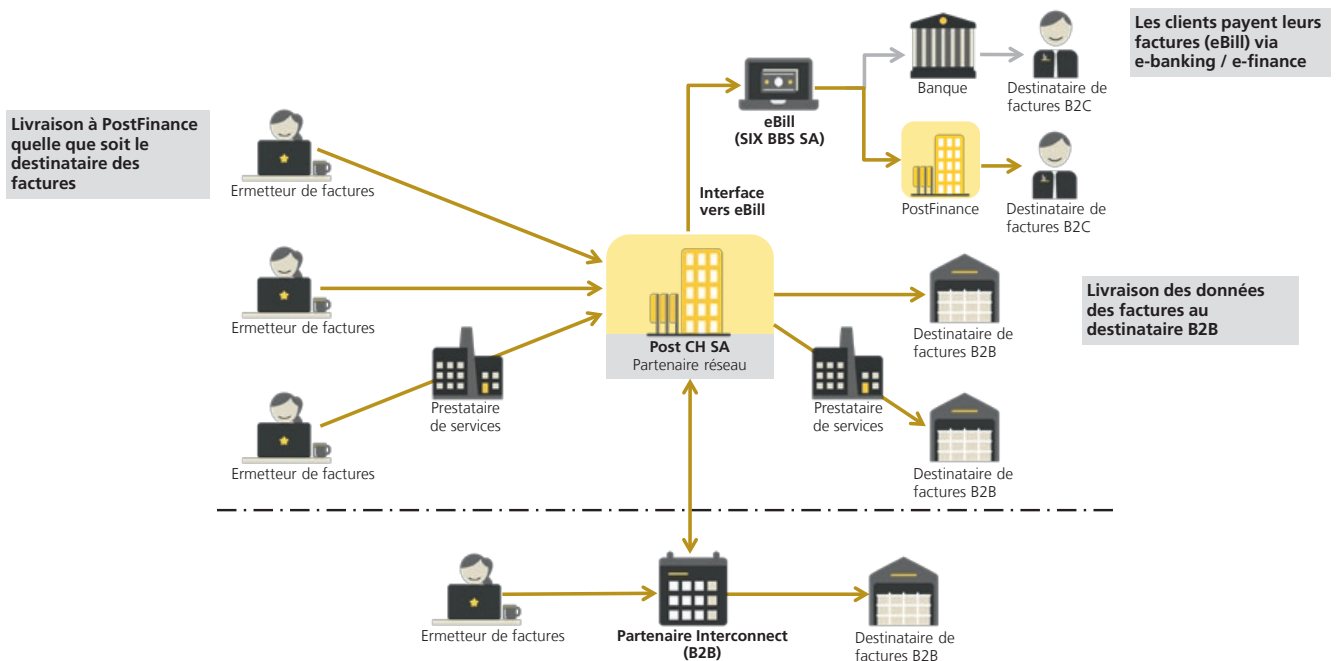 Les clients payent leurs
factures (eBill) via
e-banking / e-finance
Banque
Destinataire de
factures B2C
eBill
(SIX BBS SA)
Livraison à PostFinance
quelle que soit le
destinataire des
factures
Ermetteur de factures
Interface
vers eBill
PostFinance
Destinataire de
factures B2C
Ermetteur de factures
Livraison des données
des factures au
destinataire B2B
Destinataire de
factures B2B
Post CH SA
Partenaire réseau
Prestataire
de services
Prestataire
de services
Ermetteur de factures
Destinataire de
factures B2B
Ermetteur de factures
Partenaire Interconnect
(B2B)
Destinataire de
factures B2B